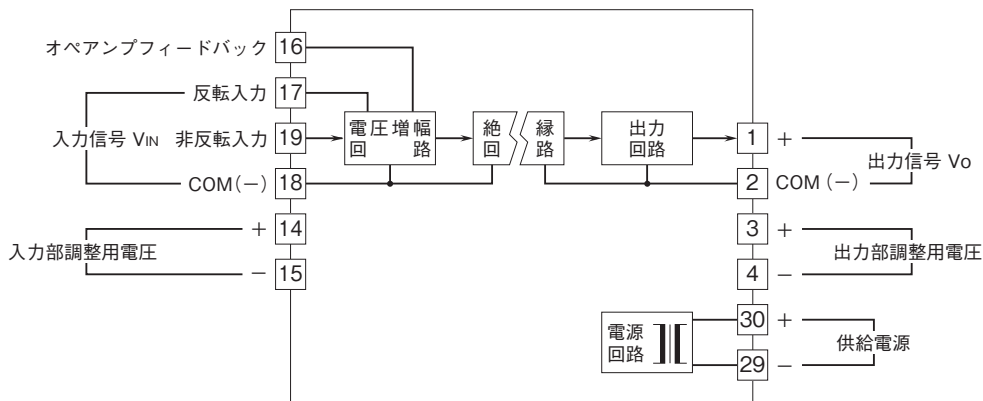 オペアンプフィードバック 16
反転入力 17
入力信号 VIN 非反転入力 19
COM(−) 18
+ 14
入力部調整用電圧
− 15
電圧増幅
回路
絶縁
回路
出力
回路
1 +
出力信号 Vo
2 COM (−)
3 +
出力部調整用電圧
4 −
電源
回路
30 +
供給電源
29 −